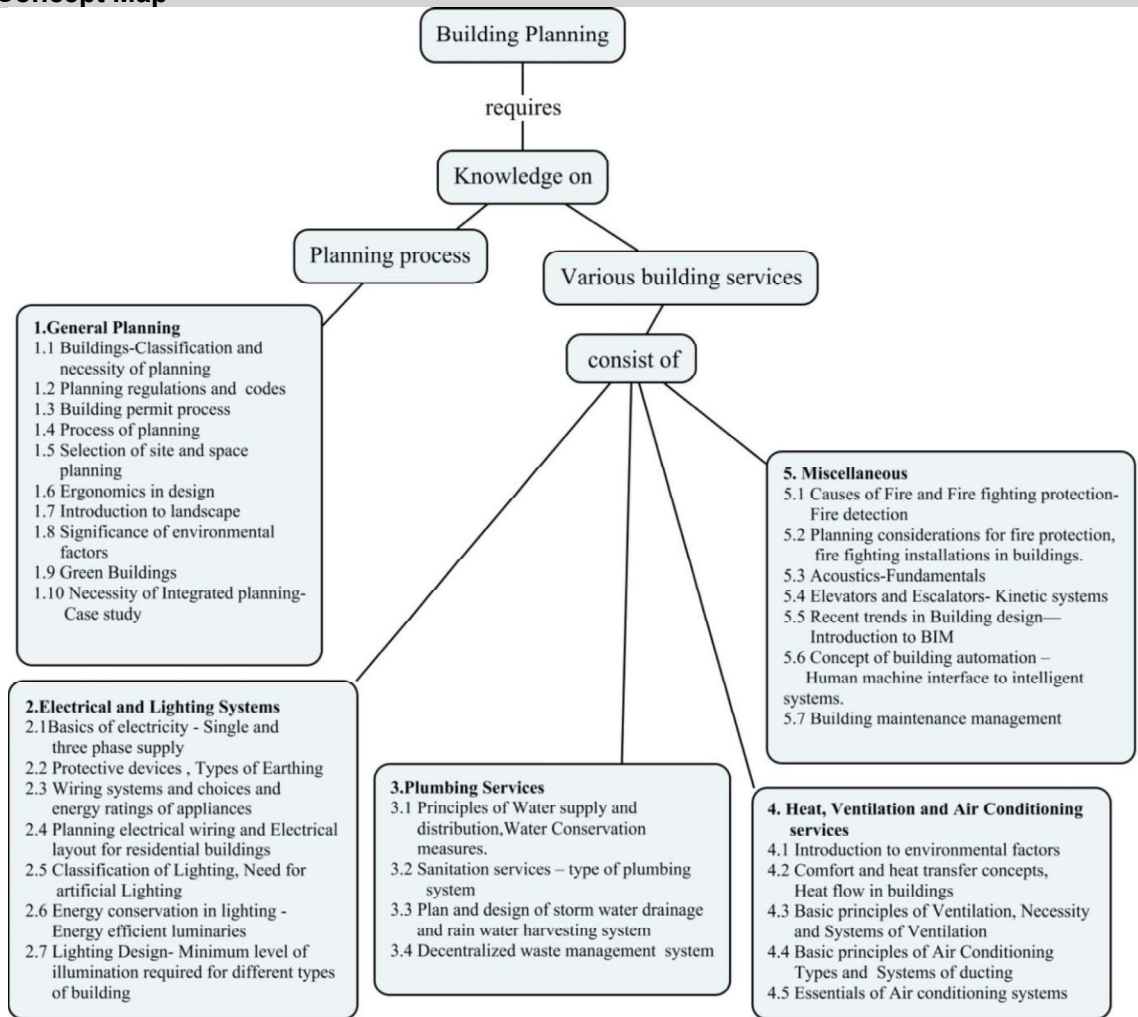 Concept Map
Building Planning
requires
Knowledge on
Planning process
Various building services
consist of
1.General Planning
1.1 Buildings-Classification and
necessity of planning
1.2 Planning regulations and codes
1.3 Building permit process
1.4 Process of planning
1.5 Selection of site and space
planning
1.6 Ergonomics in design
1.7 Introduction to landscape
1.8 Significance of environmental
factors
1.9 Green Buildings
1.10 Necessity of Integrated planning-
Case study
2.Electrical and Lighting Systems
2.1Basics of electricity - Single and
three phase supply
2.2 Protective devices , Types of Earthing
2.3 Wiring systems and choices and
energy ratings of appliances
2.4 Planning electrical wiring and Electrical
layout for residential buildings
2.5 Classification of Lighting, Need for
artificial Lighting
2.6 Energy conservation in lighting -
Energy efficient luminaries
2.7 Lighting Design- Minimum level of
illumination required for different types
of building
3.Plumbing Services
3.1 Principles of Water supply and
distribution,Water Conservation
measures.
3.2 Sanitation services – type of plumbing
system
3.3 Plan and design of storm water drainage
and rain water harvesting system
3.4 Decentralized waste management system
4. Heat, Ventilation and Air Conditioning
services
4.1 Introduction to environmental factors
4.2 Comfort and heat transfer concepts,
Heat flow in buildings
4.3 Basic principles of Ventilation, Necessity
and Systems of Ventilation
4.4 Basic principles of Air Conditioning
Types and Systems of ducting
4.5 Essentials of Air conditioning systems
5. Miscellaneous
5.1 Causes of Fire and Fire fighting protection-
Fire detection
5.2 Planning considerations for fire protection,
fire fighting installations in buildings.
5.3 Acoustics-Fundamentals
5.4 Elevators and Escalators- Kinetic systems
5.5 Recent trends in Building design—
Introduction to BIM
5.6 Concept of building automation –
Human machine interface to intelligent
systems.
5.7 Building maintenance management